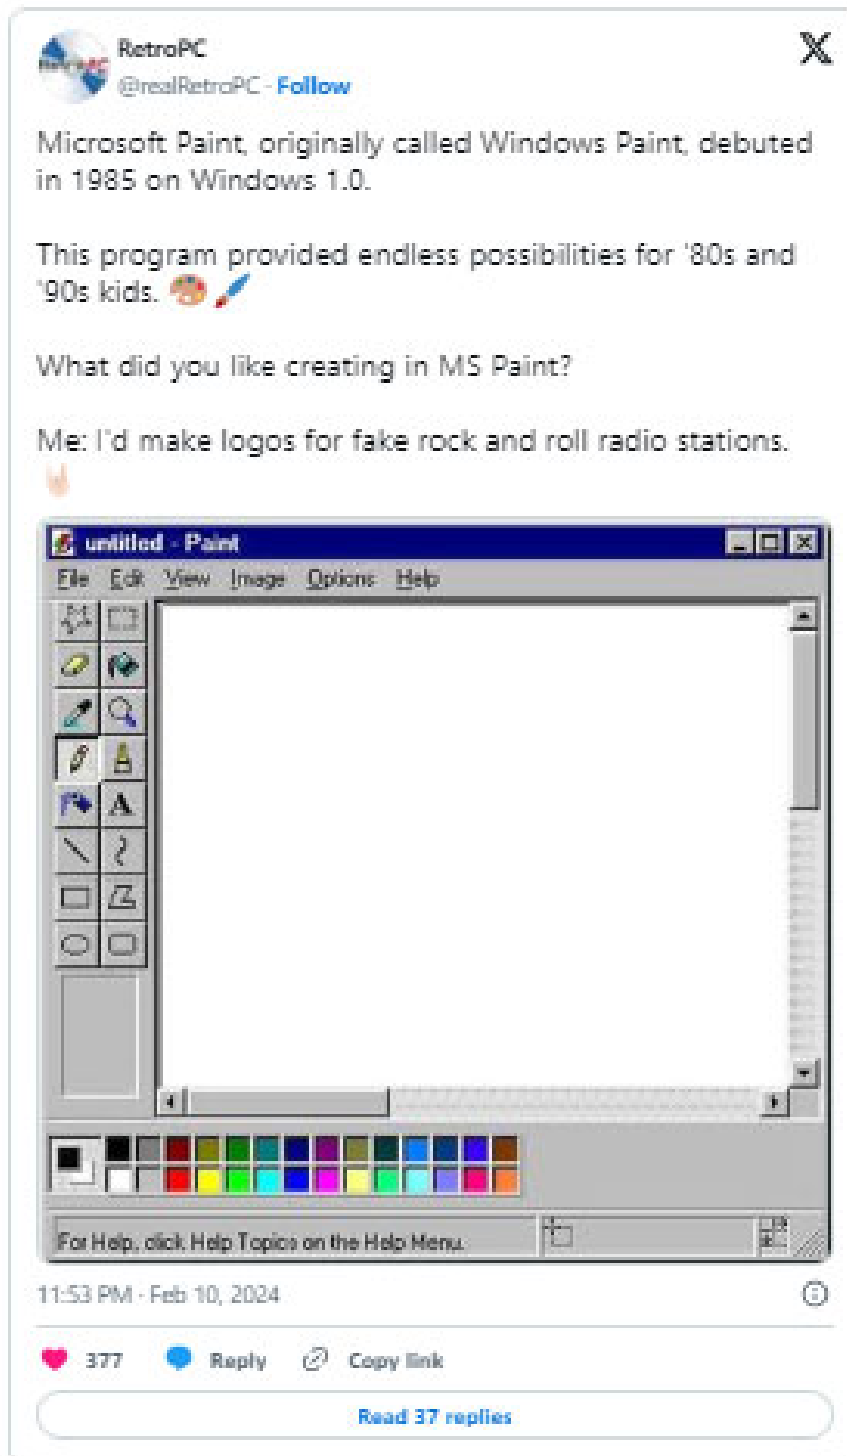 RetroPC
@realRetroPC · Follow
Microsoft Paint, originally called Windows Paint, debuted
in 1985 on Windows 1.0.
This program provided endless possibilities for '80s and
'90s kids. 🎨🖌️
What did you like creating in MS Paint?
Me: I'd make logos for fake rock and roll radio stations.
🤘🏻
untitled - Paint
File Edit View Image Options Help
A
For Help, click Help Topics on the Help Menu.
11:53 PM · Feb 10, 2024
377 Reply Copy link
Read 37 replies